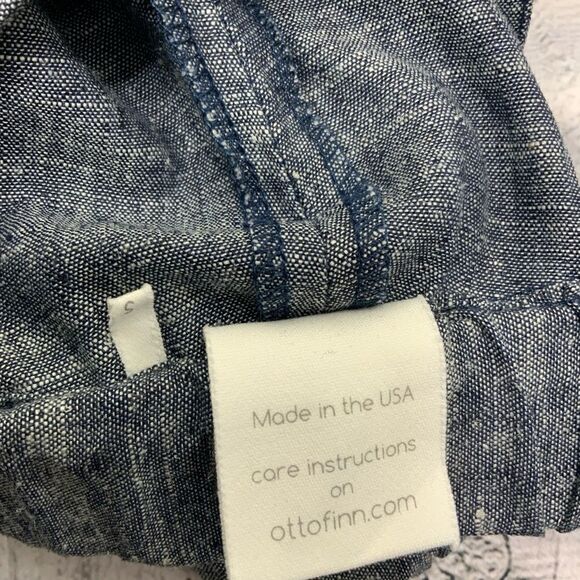 Made in the USA
care instructions
on
ottofinn.com